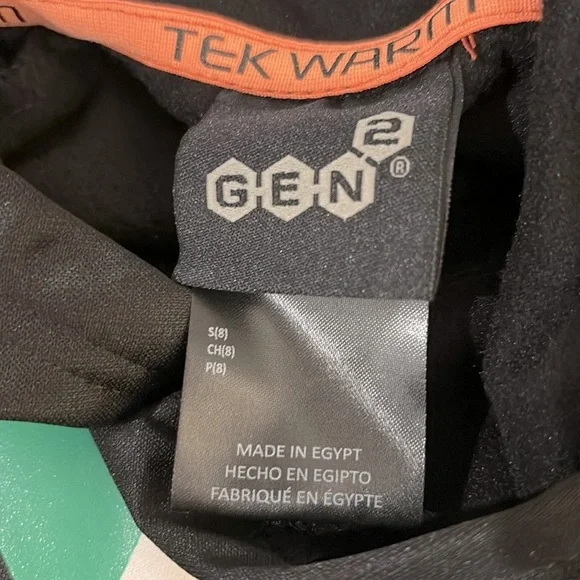 TEK WARM
GEN2®
S(8)
CH(8)
P(8)
MADE IN EGYPT
HECHO EN EGIPTO
FABRIQUÉ EN ÉGYPTE